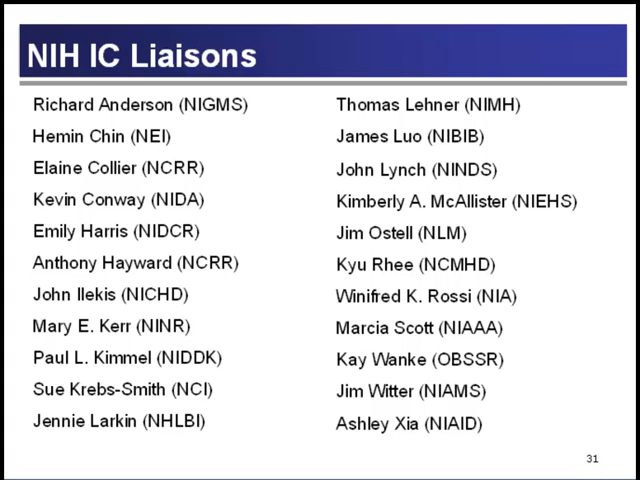 NIH IC Liaisons
Richard Anderson (NIGMS)
Hemin Chin (NEI)
Elaine Collier (NCRR)
Kevin Conway (NIDA)
Emily Harris (NIDCR)
Anthony Hayward (NCRR)
John Ilekis (NICHD)
Mary E. Kerr (NINR)
Paul L. Kimmel (NIDDK)
Sue Krebs-Smith (NCI)
Jennie Larkin (NHLBI)
Thomas Lehner (NIMH)
James Luo (NIBIB)
John Lynch (NINDS)
Kimberly A. McAllister (NIEHS)
Jim Ostell (NLM)
Kyu Rhee (NCMHD)
Winifred K. Rossi (NIA)
Marcia Scott (NIAAA)
Kay Wanke (OBSSR)
Jim Witter (NIAMS)
Ashley Xia (NIAID)
31